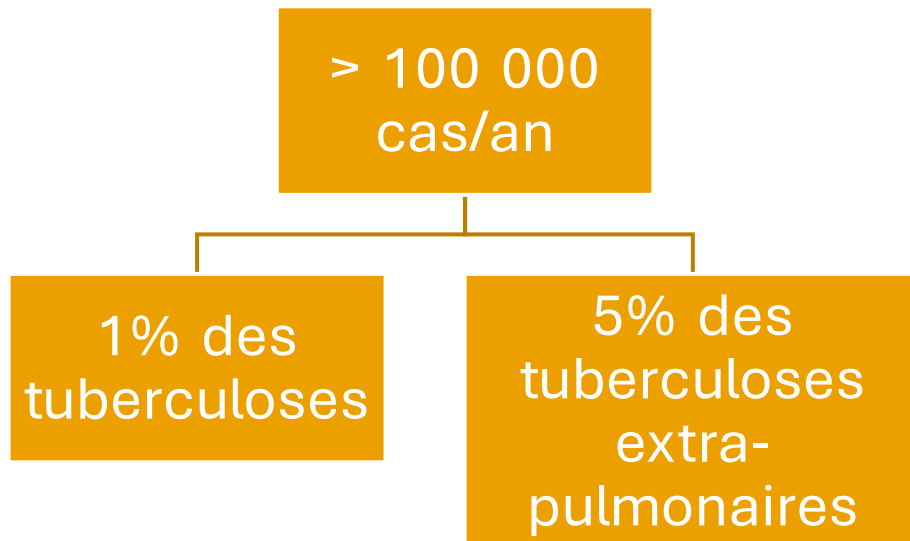 > 100 000
cas/an
1% des
tuberculoses
5% des
tuberculoses
extra-
pulmonaires